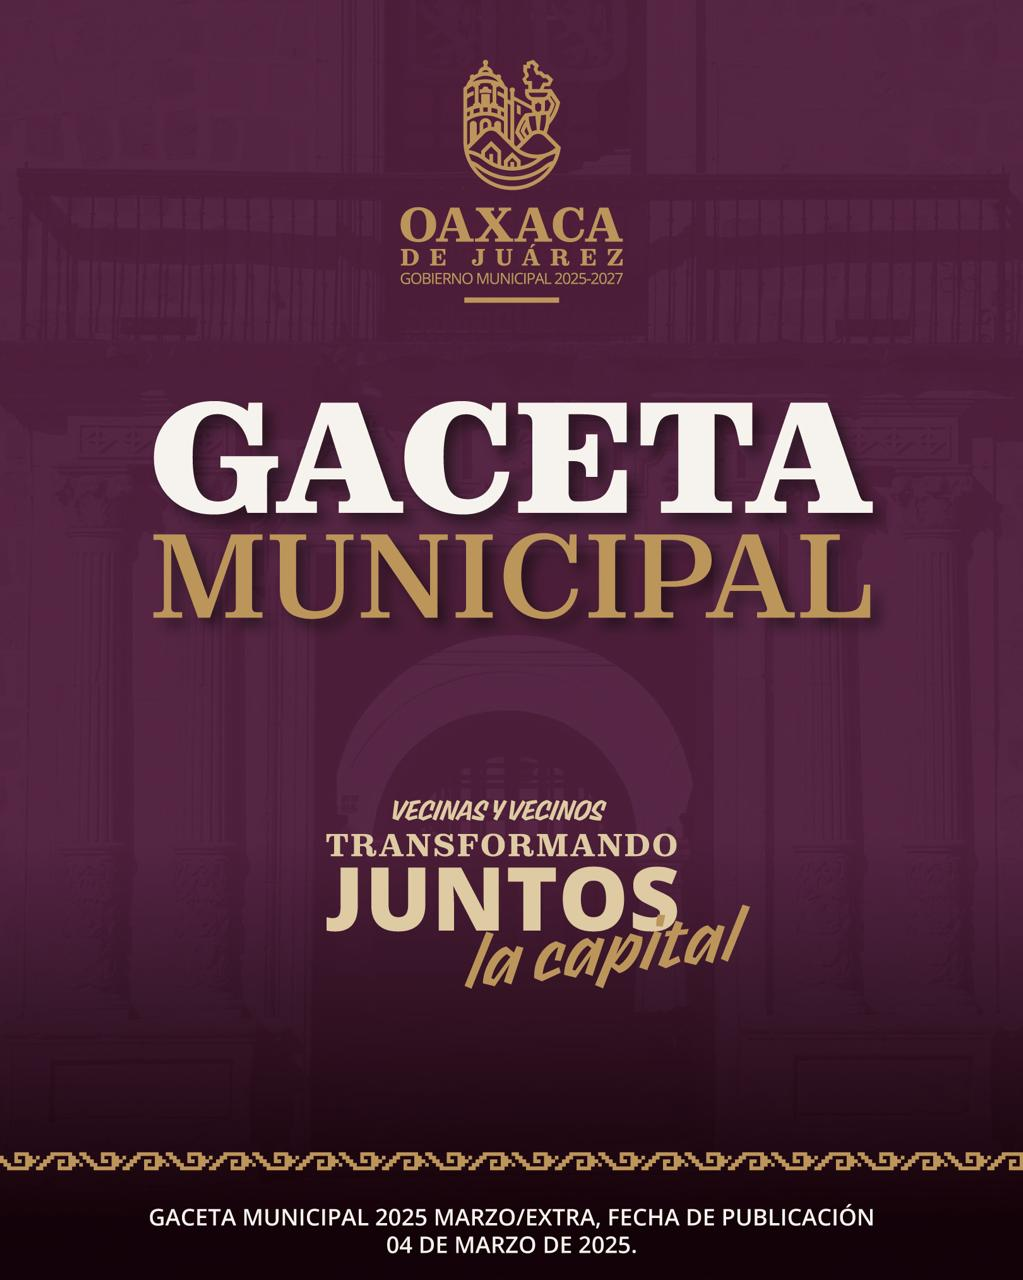 OAXACA
DE JUÁREZ
GOBIERNO MUNICIPAL 2025-2027
GACETA
MUNICIPAL
VECINAS Y VECINOS
TRANSFORMANDO
JUNTOS
la capital
GACETA MUNICIPAL 2025 MARZO/EXTRA, FECHA DE PUBLICACIÓN
04 DE MARZO DE 2025.